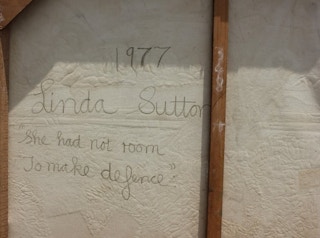 1977
Linda Sutton
"She had not room
To make defence"